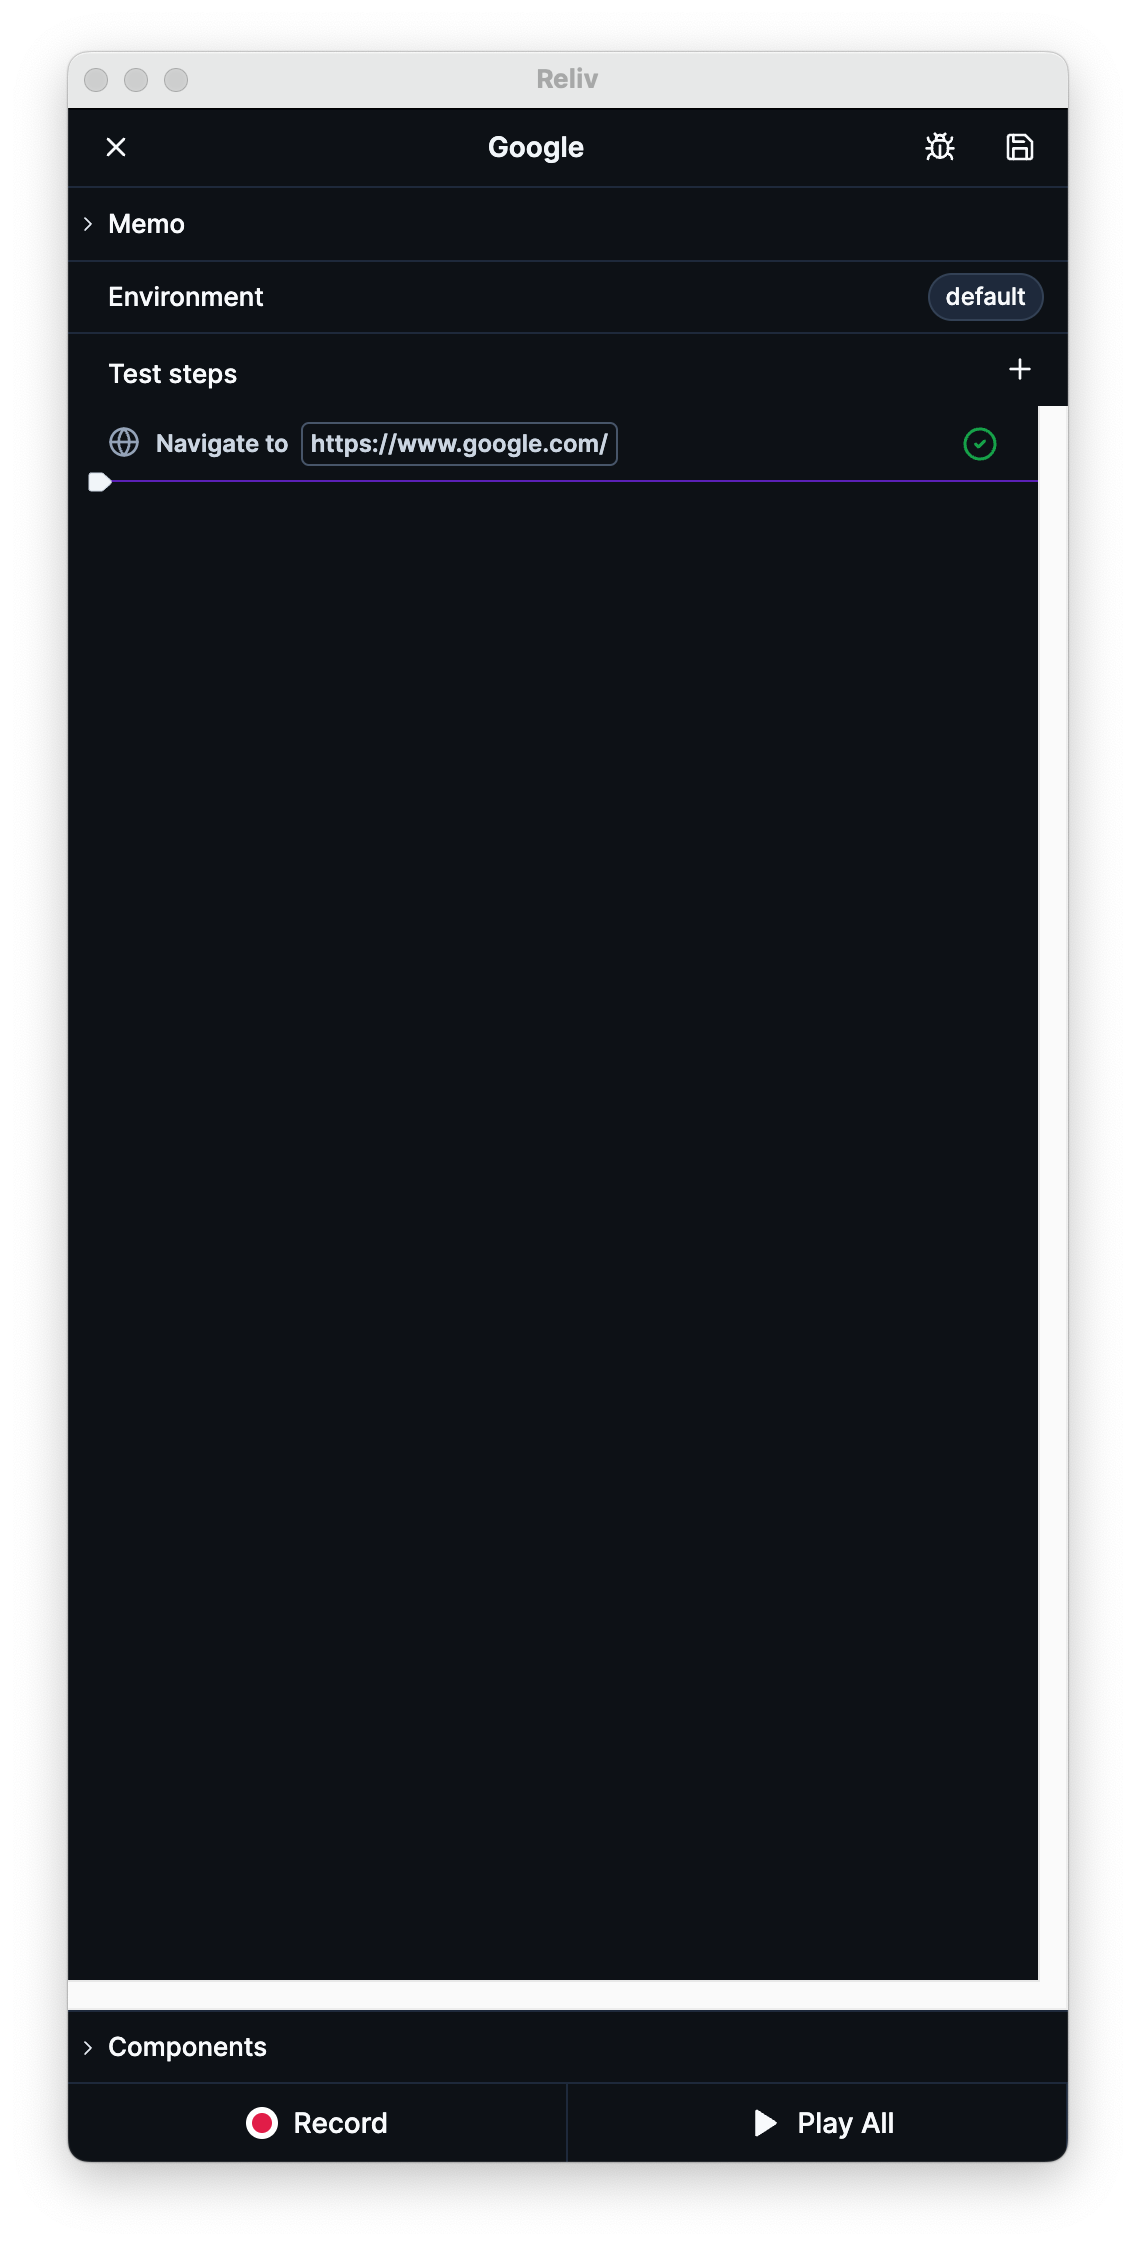 Reliv
Google
Memo
Environment
default
Test steps
Navigate to https://www.google.com/
Components
Record
Play All